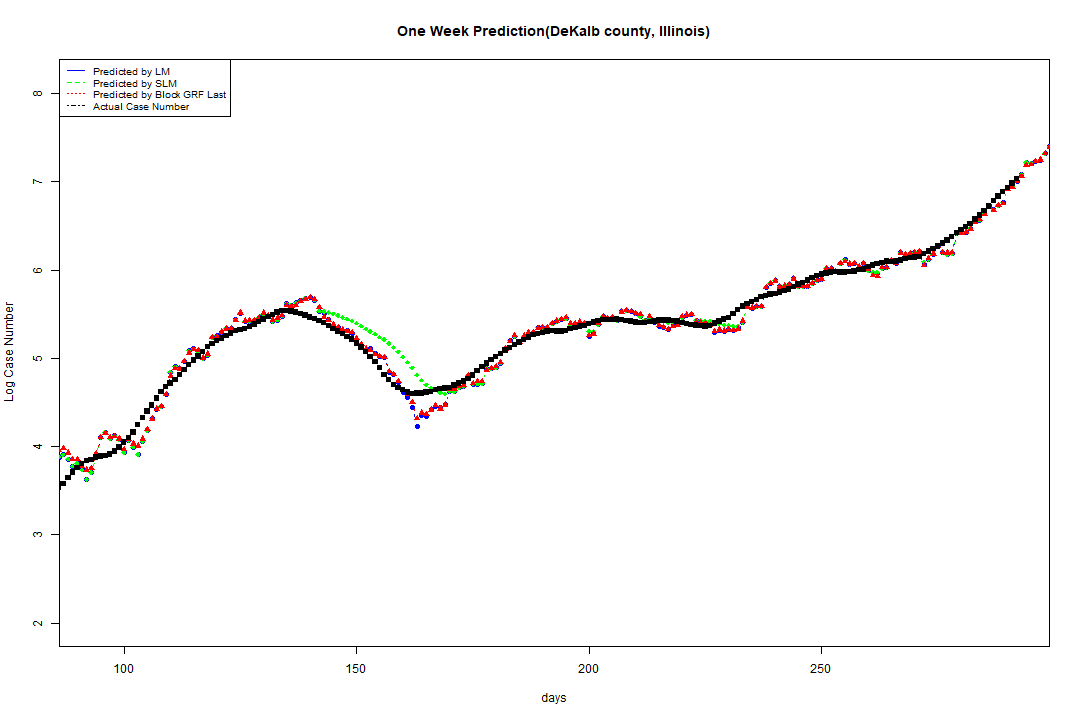 One Week Prediction(DeKalb county, Illinois)
Predicted by LM
Predicted by SLM
Predicted by Block GRF Last
Actual Case Number
8
7
6
5
4
3
2
Log Case Number
100 150 200 250
days